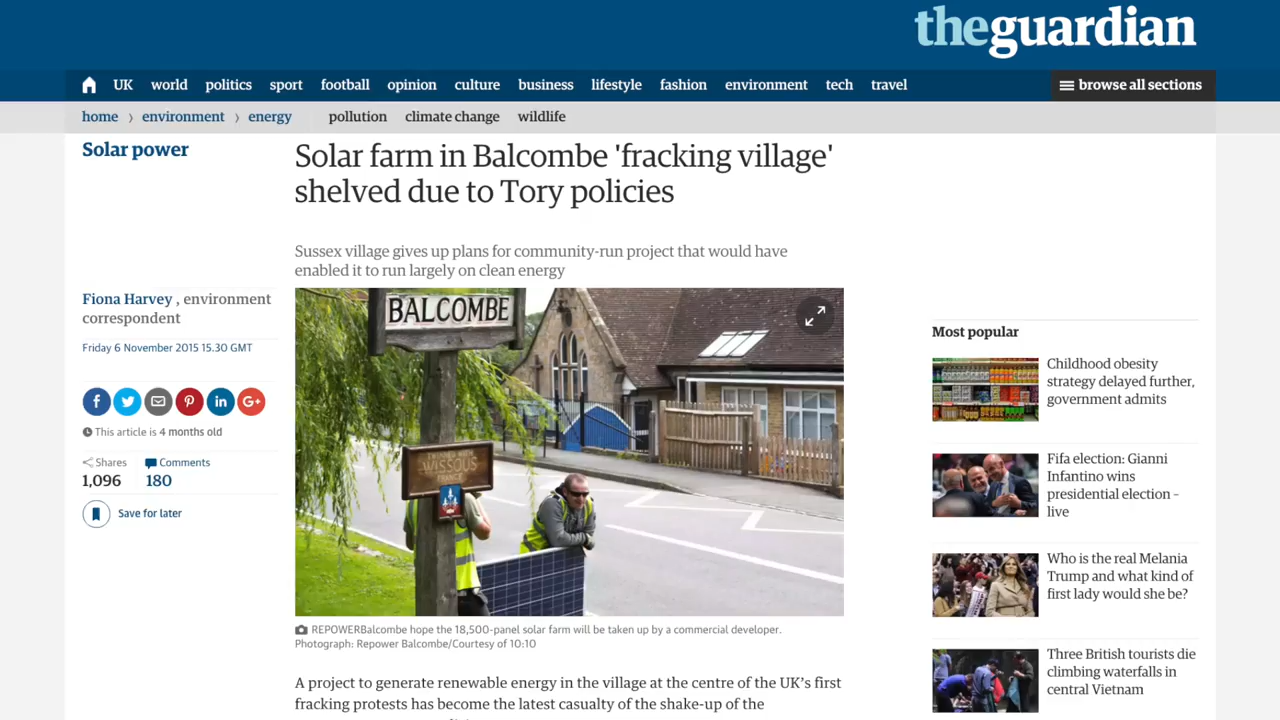 theguardian
UK world politics sport football opinion culture business lifestyle fashion environment tech travel browse all sections
home › environment › energy pollution climate change wildlife
Solar power
Solar farm in Balcombe 'fracking village'
shelved due to Tory policies
Sussex village gives up plans for community-run project that would have
enabled it to run largely on clean energy
Fiona Harvey , environment
correspondent
Friday 6 November 2015 15.30 GMT
This article is 4 months old
Shares Comments
1,096 180
Save for later
BALCOMBE
WISSOUS
FRANCE
REPOWERBalcombe hope the 18,500-panel solar farm will be taken up by a commercial developer.
Photograph: Repower Balcombe/Courtesy of 10:10
A project to generate renewable energy in the village at the centre of the UK's first
fracking protests has become the latest casualty of the shake-up of the
Most popular
Childhood obesity
strategy delayed further,
government admits
Fifa election: Gianni
Infantino wins
presidential election –
live
Who is the real Melania
Trump and what kind of
first lady would she be?
Three British tourists die
climbing waterfalls in
central Vietnam